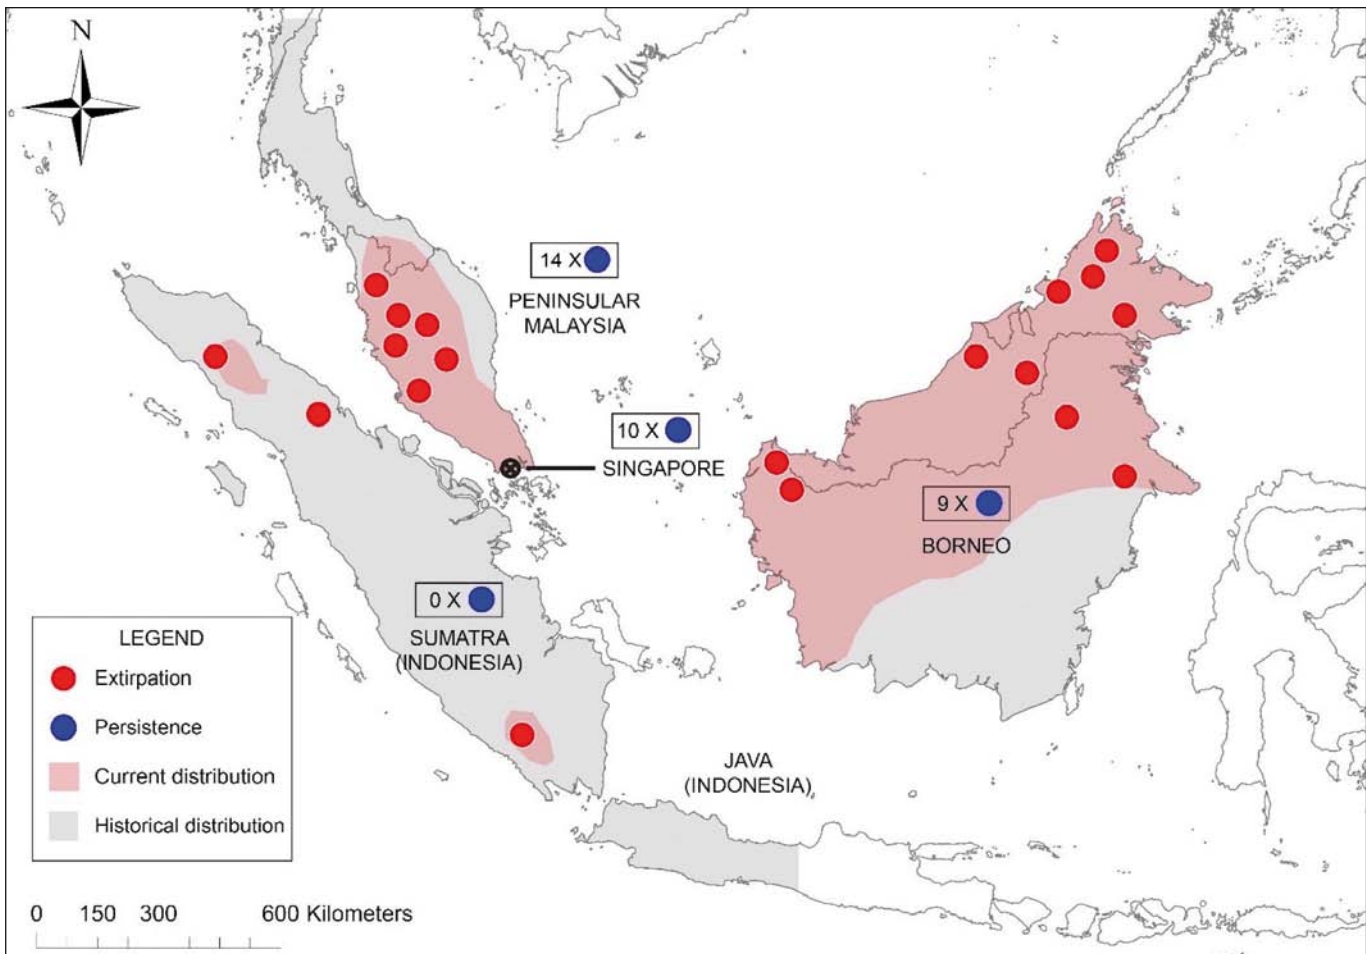 N
14 X
PENINSULAR
MALAYSIA
10 X
SINGAPORE
9 X
BORNEO
0 X
SUMATRA
(INDONESIA)
JAVA
(INDONESIA)
LEGEND
Extirpation
Persistence
Current distribution
Historical distribution
0 150 300 600 Kilometers